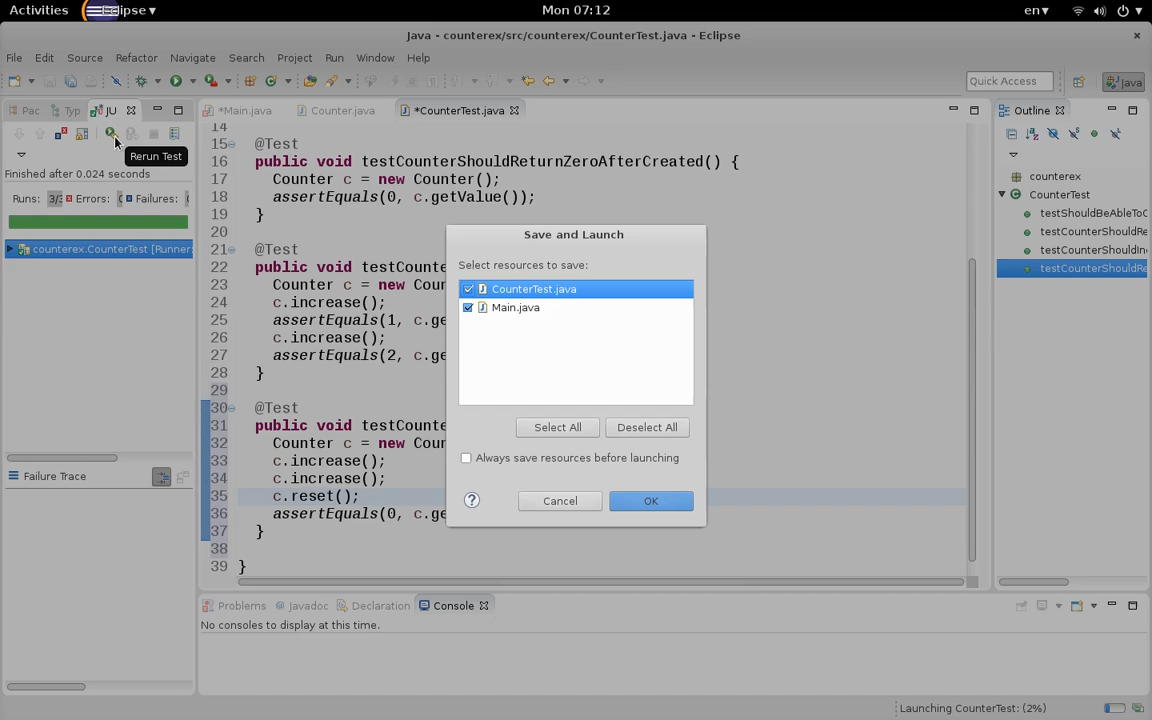 Activities
Eclipse ▾
Mon 07:12
en▾
Java - counterex/src/counterex/CounterTest.java - Eclipse
File Edit Source Refactor Navigate Search Project Run Window Help
Quick Access
Java
Pac
Typ
JU
*Main.java
Counter.java
*CounterTest.java
Outline
Rerun Test
Finished after 0.024 seconds
Runs: 3/3 Errors: Failures:
counterex.CounterTest [Runner:
Failure Trace
14
15 @Test
16 public void testCounterShouldReturnZeroAfterCreated() {
17 Counter c = new Counter();
18 assertEquals(0, c.getValue());
19 }
20
21 @Test
22 public void testCounte
23 Counter c = new Coun
24 c.increase();
25 assertEquals(1, c.ge
26 c.increase();
27 assertEquals(2, c.ge
28 }
29
30 @Test
31 public void testCounte
32 Counter c = new Coun
33 c.increase();
34 c.increase();
35 c.reset();
36 assertEquals(0, c.ge
37 }
38
39 }
Save and Launch
Select resources to save:
CounterTest.java
Main.java
Select All
Deselect All
Always save resources before launching
?
Cancel
OK
counterex
CounterTest
testShouldBeAbleToC
testCounterShouldRe
testCounterShouldInc
testCounterShouldRe
Problems
Javadoc
Declaration
Console
No consoles to display at this time.
Launching CounterTest: (2%)